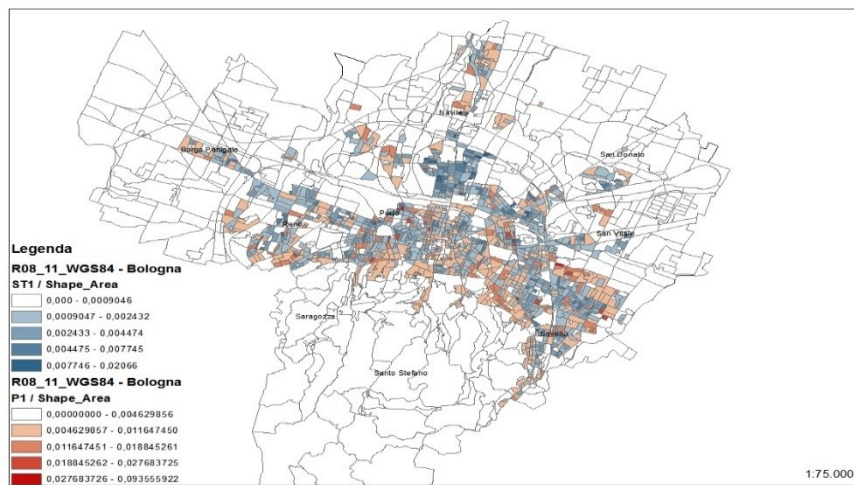 Navile
San Donato
Borgo Panigale
Porto
Reno
San Vitale
Legenda
R08_11_WGS84 - Bologna
ST1 / Shape_Area
0,000 - 0,0009046
0,0009047 - 0,002432
0,002433 - 0,004474
0,004475 - 0,007745
0,007746 - 0,02066
Saragozza
Savena
Santo Stefano
R08_11_WGS84 - Bologna
P1 / Shape_Area
0,00000000 - 0,004629856
0,004629857 - 0,011647450
0,011647451 - 0,018845261
0,018845262 - 0,027683725
0,027683726 - 0,093555922
1:75.000